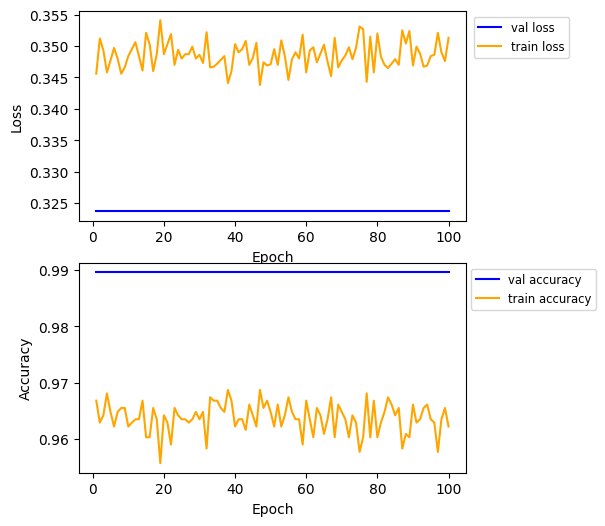 0.355
0.350
0.345
0.340
0.335
0.330
0.325
Loss
0 20 40 60 80 100
Epoch
val loss
train loss
0.99
0.98
0.97
0.96
Accuracy
0 20 40 60 80 100
Epoch
val accuracy
train accuracy